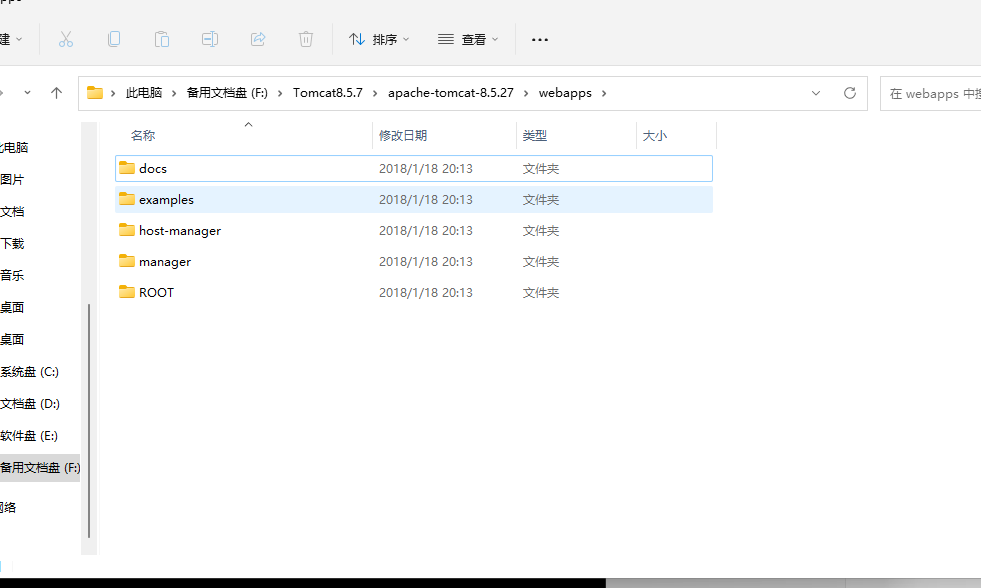 建 排序 查看
此电脑 备用文档盘 (F:) Tomcat8.5.7 apache-tomcat-8.5.27 webapps
在 webapps 中
名称 修改日期 类型 大小
docs 2018/1/18 20:13 文件夹
examples 2018/1/18 20:13 文件夹
host-manager 2018/1/18 20:13 文件夹
manager 2018/1/18 20:13 文件夹
ROOT 2018/1/18 20:13 文件夹
电脑
图片
文档
下载
音乐
桌面
桌面
系统盘 (C:)
文档盘 (D:)
软件盘 (E:)
备用文档盘 (F:)
络